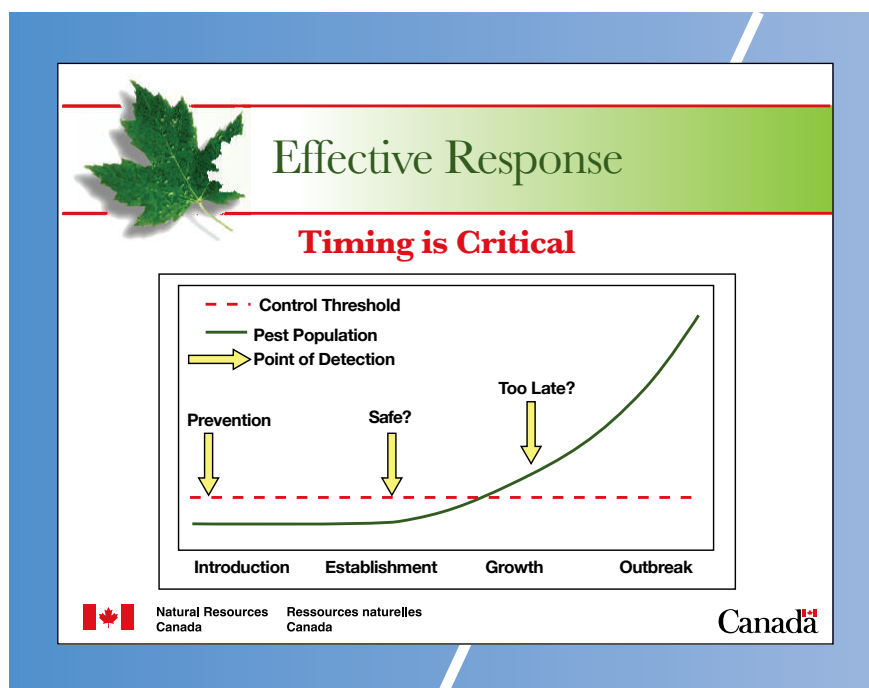 Effective Response
Timing is Critical
Control Threshold
Pest Population
Point of Detection
Too Late?
Prevention
Safe?
Introduction
Establishment
Growth
Outbreak
Natural Resources
Canada
Ressources naturelles
Canada
Canada